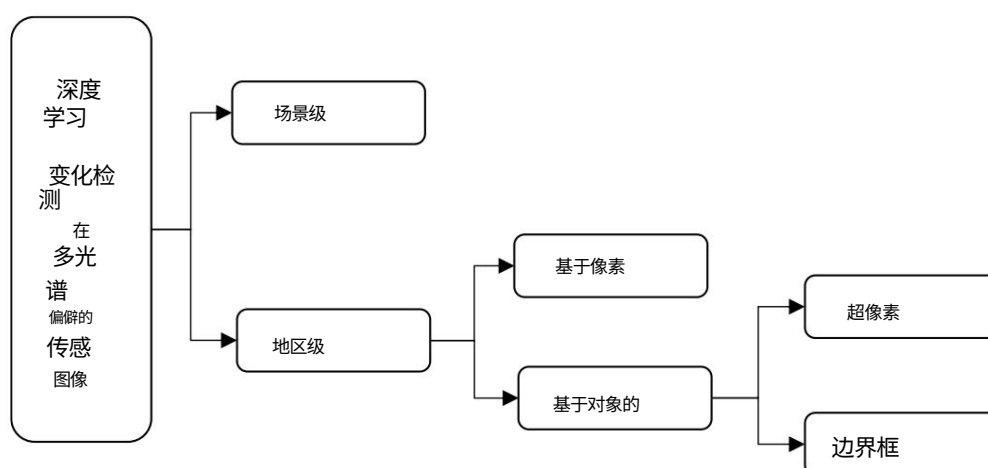 深度
学习
变化检
测
在
多光
谱
偏僻的
传感
图像
场景级
地区级
基于像素
基于对象的
超像素
边界框